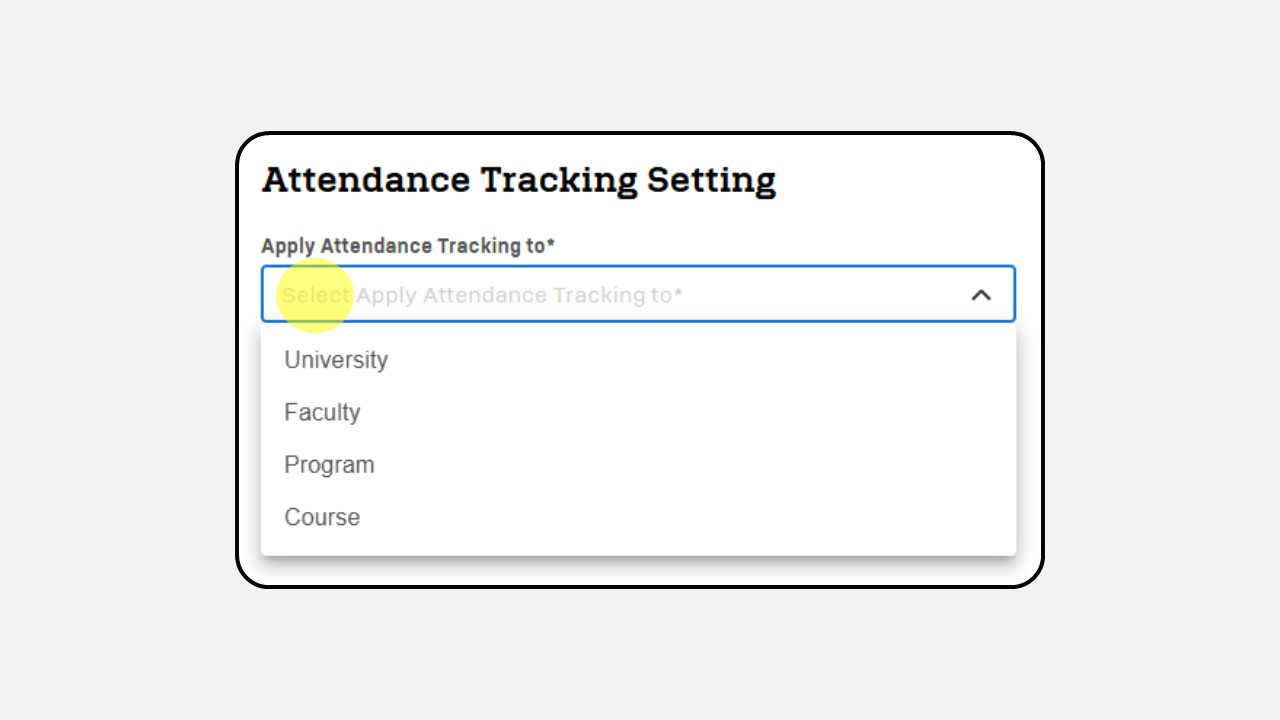 Attendance Tracking Setting
Apply Attendance Tracking to*
Select Apply Attendance Tracking to*
University
Faculty
Program
Course